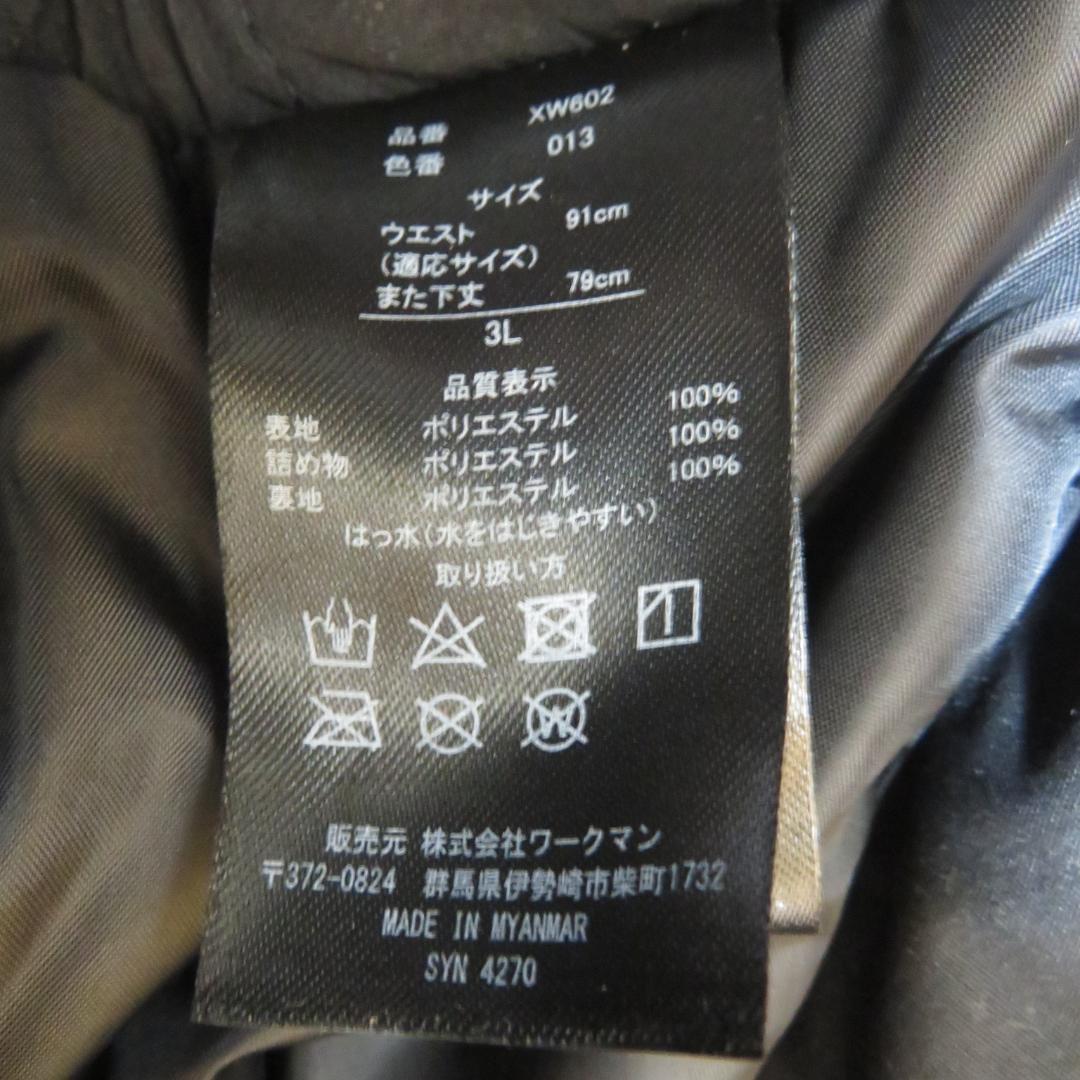 品番 XW602
色番 013
サイズ
ウエスト 91cm
(適応サイズ)
また下丈 79cm
3L
品質表示
表地 ポリエステル 100%
詰め物 ポリエステル 100%
裏地 ポリエステル 100%
はっ水(水をはじきやすい)
取り扱い方
W
販売元 株式会社ワークマン
〒372-0824 群馬県伊勢崎市柴町1732
MADE IN MYANMAR
SYN 4270